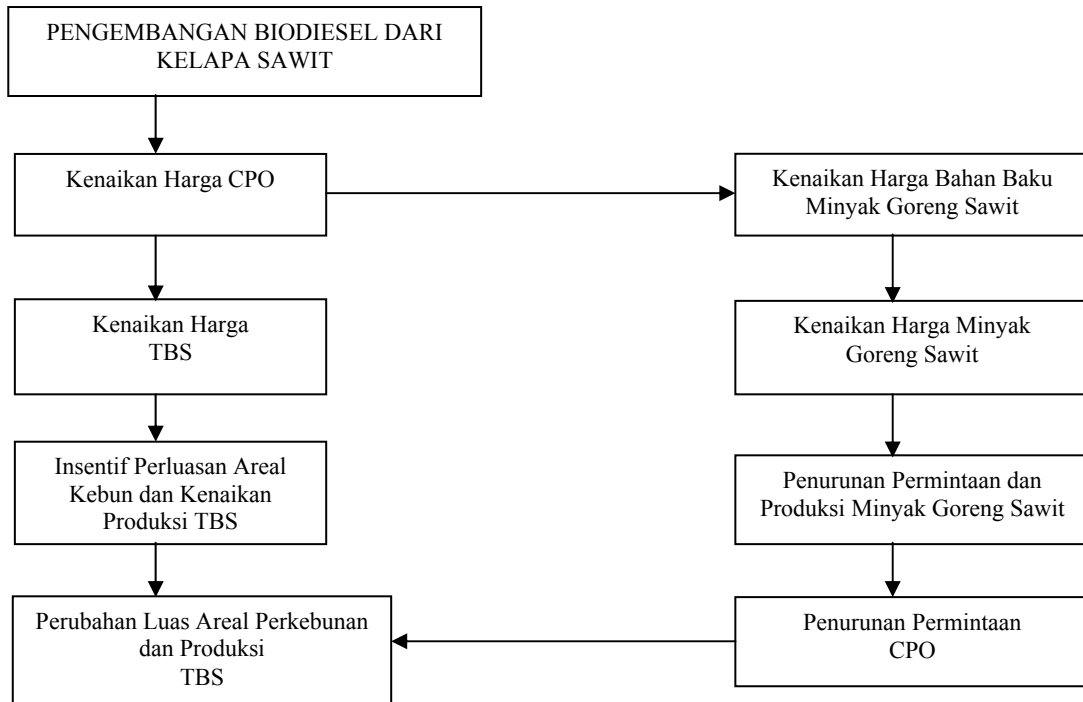 PENGEMBANGAN BIODIESEL DARI
KELAPA SAWIT
Kenaikan Harga CPO
Kenaikan Harga Bahan Baku
Minyak Goreng Sawit
Kenaikan Harga
TBS
Kenaikan Harga Minyak
Goreng Sawit
Insentif Perluasan Areal
Kebun dan Kenaikan
Produksi TBS
Penurunan Permintaan dan
Produksi Minyak Goreng Sawit
Perubahan Luas Areal Perkebunan
dan Produksi
TBS
Penurunan Permintaan
CPO